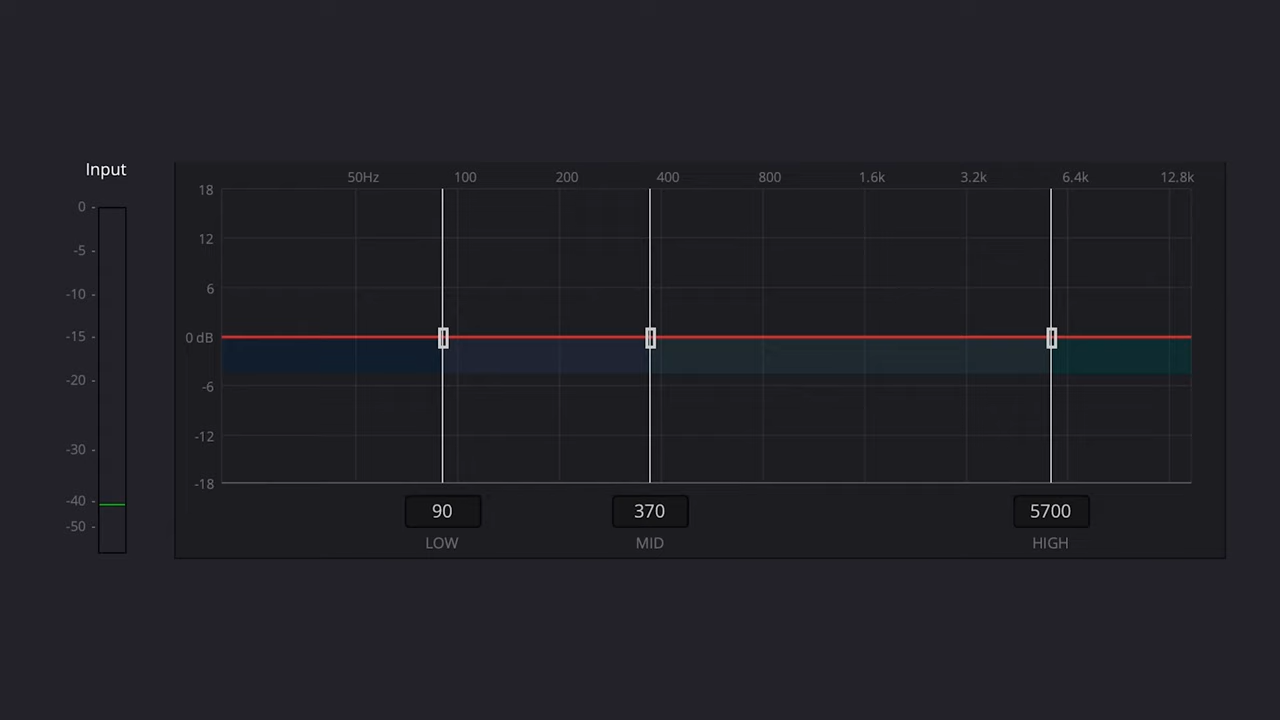 Input
0 -
-5 -
-10 -
-15 -
-20 -
-30 -
-40 -
-50 -
50Hz 100 200 400 800 1.6k 3.2k 6.4k 12.8k
18
12
6
0 dB
-6
-12
-18
90 370 5700
LOW MID HIGH